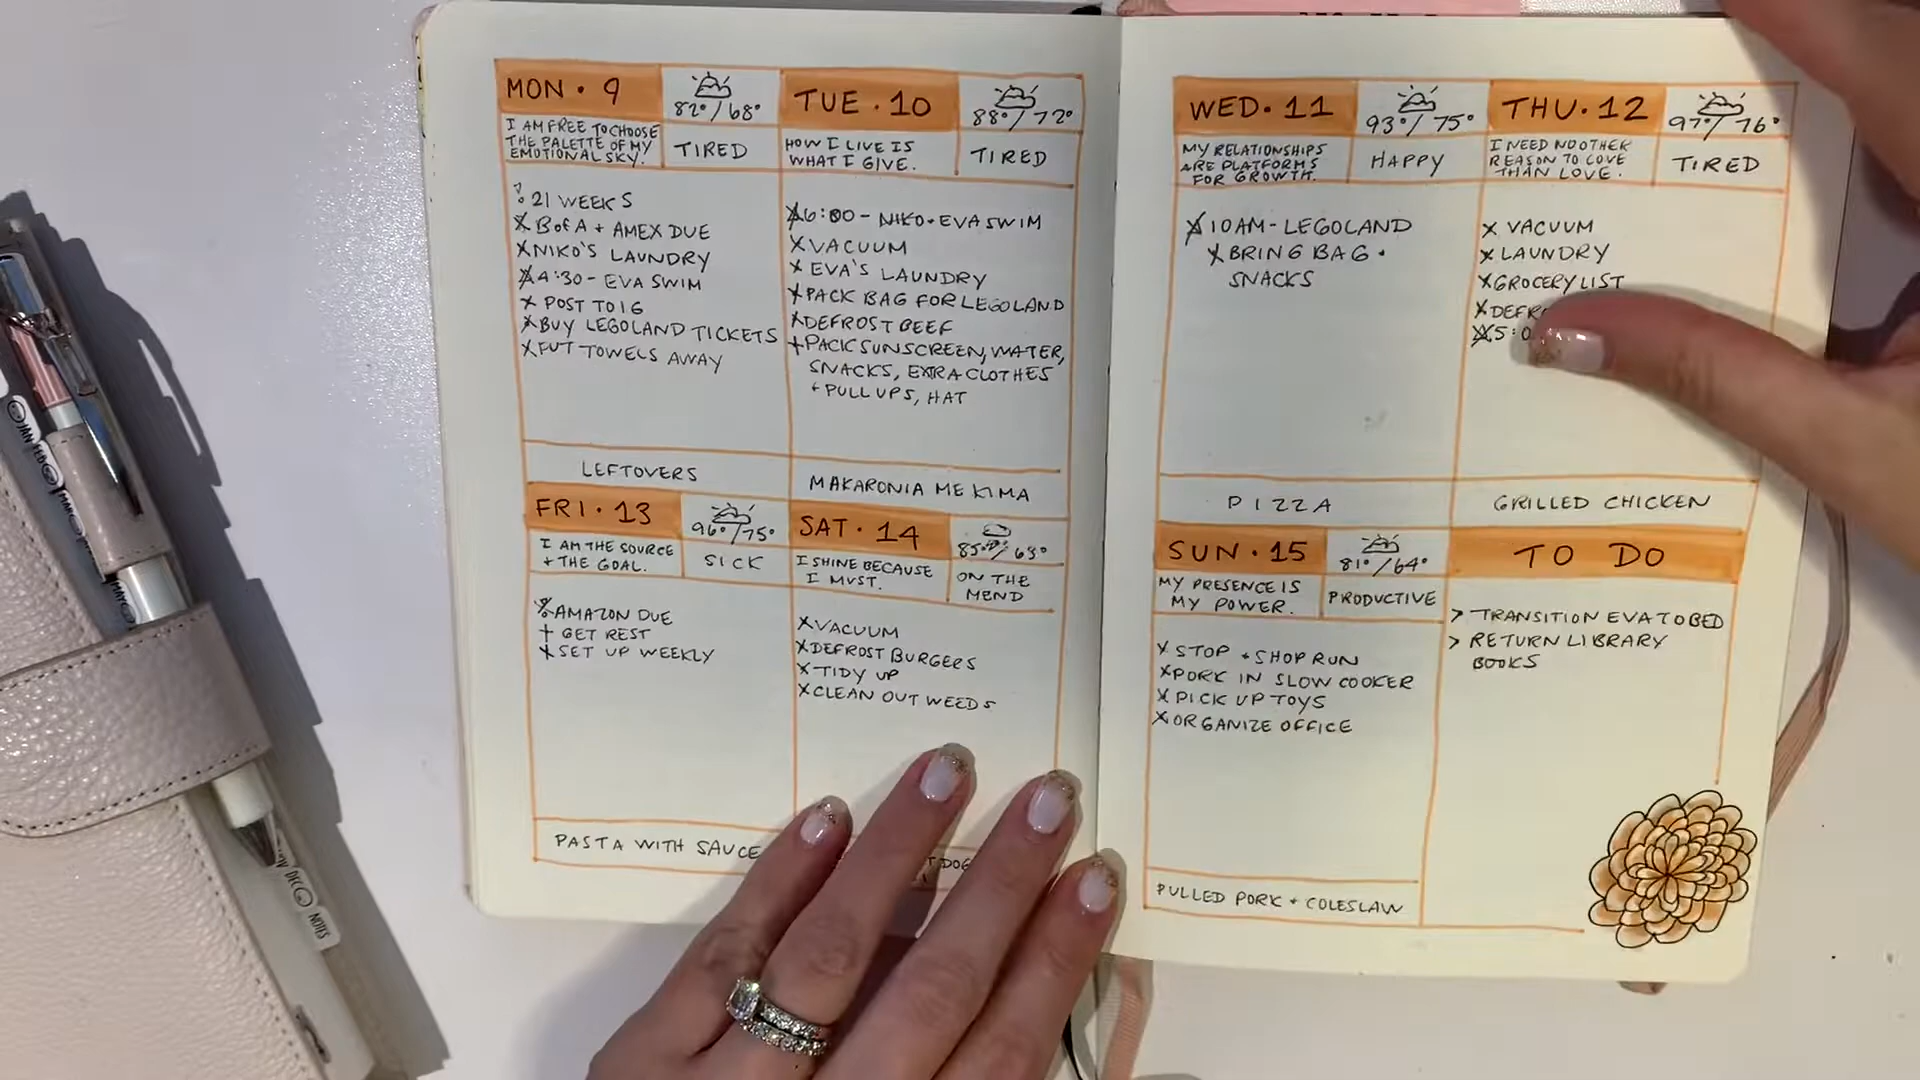 MON · 9
82°/68°
I AM FREE TO CHOOSE
THE PALETTE OF MY
EMOTIONAL SKY.
TIRED
21 WEEKS
BofA + AMEX DUE
NIKO'S LAUNDRY
4:30 - EVA SWIM
POST TO IG
BUY LEGOLAND TICKETS
PUT TOWELS AWAY
LEFTOVERS
TUE · 10
88°/72°
HOW I LIVE IS
WHAT I GIVE.
TIRED
6:00 - NIKO + EVA SWIM
VACUUM
EVA'S LAUNDRY
PACK BAG FOR LEGOLAND
DEFROST BEEF
PACK SUNSCREEN, WATER,
SNACKS, EXTRA CLOTHES
+ PULL UPS, HAT
MAKARONIA ME KIMA
WED · 11
93°/75°
MY RELATIONSHIPS
ARE PLATFORMS
FOR GROWTH.
HAPPY
10AM - LEGOLAND
BRING BAG +
SNACKS
PIZZA
THU · 12
97°/76°
I NEED NO OTHER
REASON TO LOVE
THAN LOVE.
TIRED
VACUUM
LAUNDRY
GROCERY LIST
GRILLED CHICKEN
FRI · 13
96°/75°
I AM THE SOURCE
+ THE GOAL.
SICK
AMAZON DUE
GET REST
SET UP WEEKLY
PASTA WITH SAUCE
SAT · 14
63°
I SHINE BECAUSE
I MUST.
ON THE
MEND
VACUUM
DEFROST BURGERS
TIDY UP
CLEAN OUT WEEDS
SUN · 15
81°/64°
MY PRESENCE IS
MY POWER.
PRODUCTIVE
STOP + SHOP RUN
PORK IN SLOW COOKER
PICK UP TOYS
ORGANIZE OFFICE
PULLED PORK + COLESLAW
TO DO
> TRANSITION EVA TO BED
> RETURN LIBRARY
BOOKS
JAN
FEB
MAR
MAY
DEC
NOTES